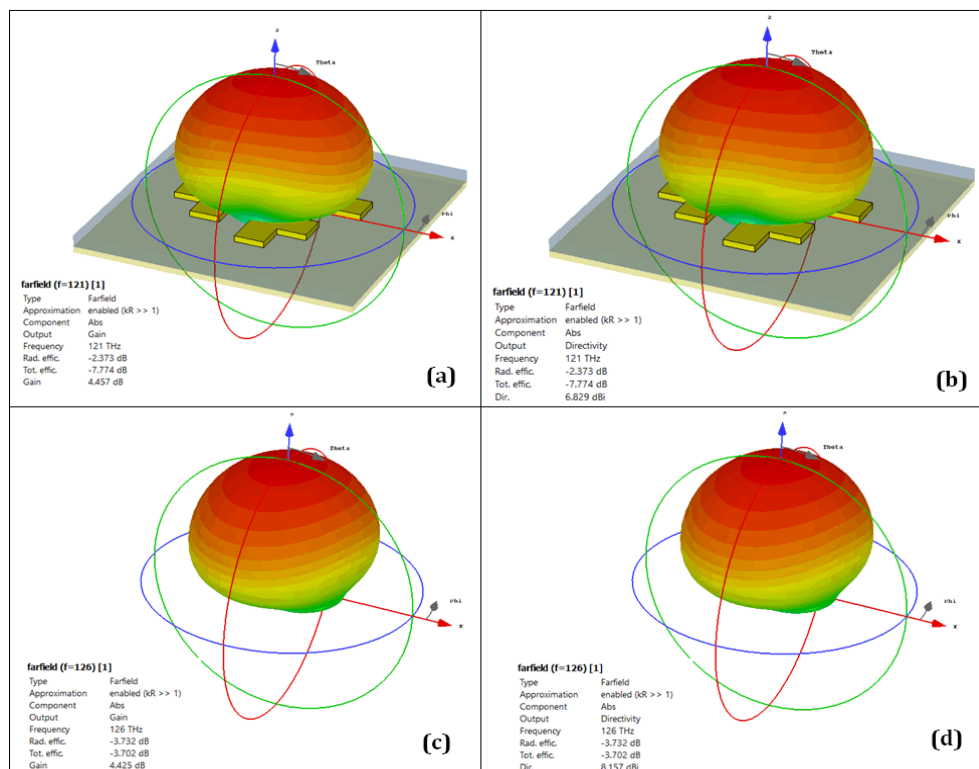 z
Theta
Phi
x
farfield (f=121) [1]
Type Farfield
Approximation enabled (kR >> 1)
Component Abs
Output Gain
Frequency 121 THz
Rad. effic. -2.373 dB
Tot. effic. -7.774 dB
Gain 4.457 dB
(a)
z
Theta
Phi
x
farfield (f=121) [1]
Type Farfield
Approximation enabled (kR >> 1)
Component Abs
Output Directivity
Frequency 121 THz
Rad. effic. -2.373 dB
Tot. effic. -7.774 dB
Dir. 6.829 dBi
(b)
Theta
Phi
x
farfield (f=126) [1]
Type Farfield
Approximation enabled (kR >> 1)
Component Abs
Output Gain
Frequency 126 THz
Rad. effic. -3.732 dB
Tot. effic. -3.702 dB
Gain 4.425 dB
(c)
Theta
Phi
x
farfield (f=126) [1]
Type Farfield
Approximation enabled (kR >> 1)
Component Abs
Output Directivity
Frequency 126 THz
Rad. effic. -3.732 dB
Tot. effic. -3.702 dB
Dir. 8.157 dBi
(d)